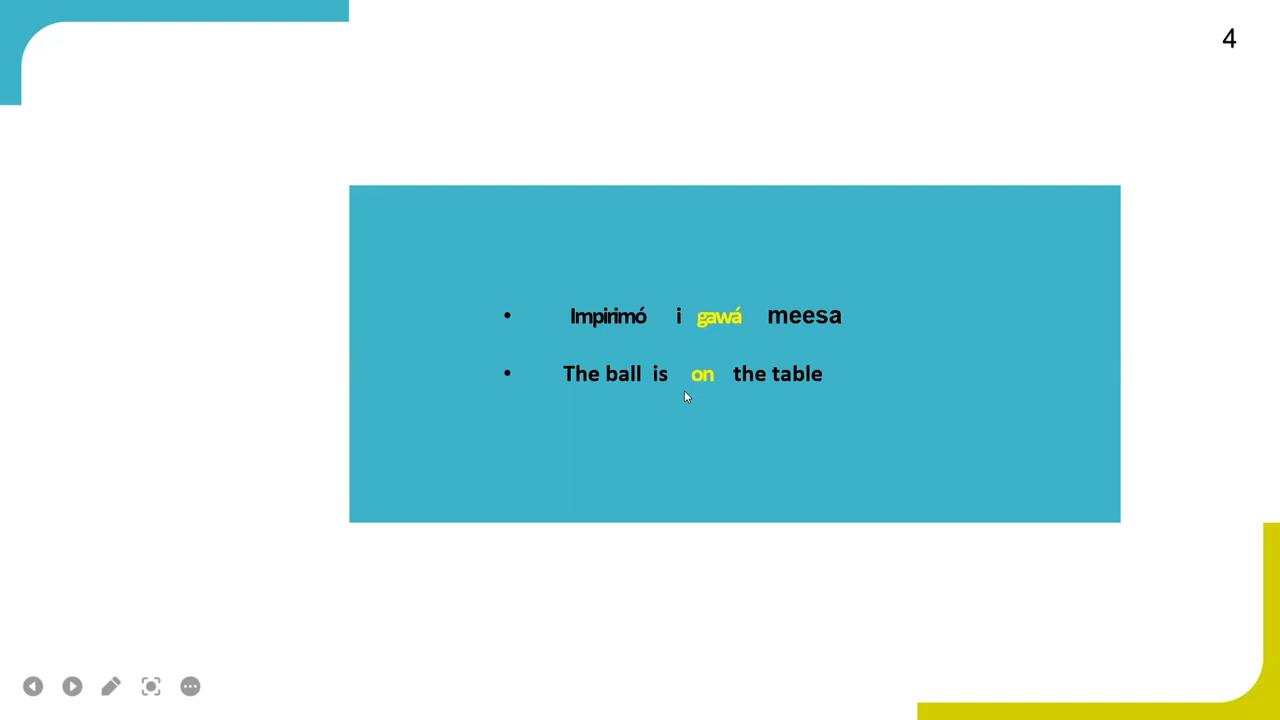 4
• Impirimó i gawá meesa
• The ball is on the table